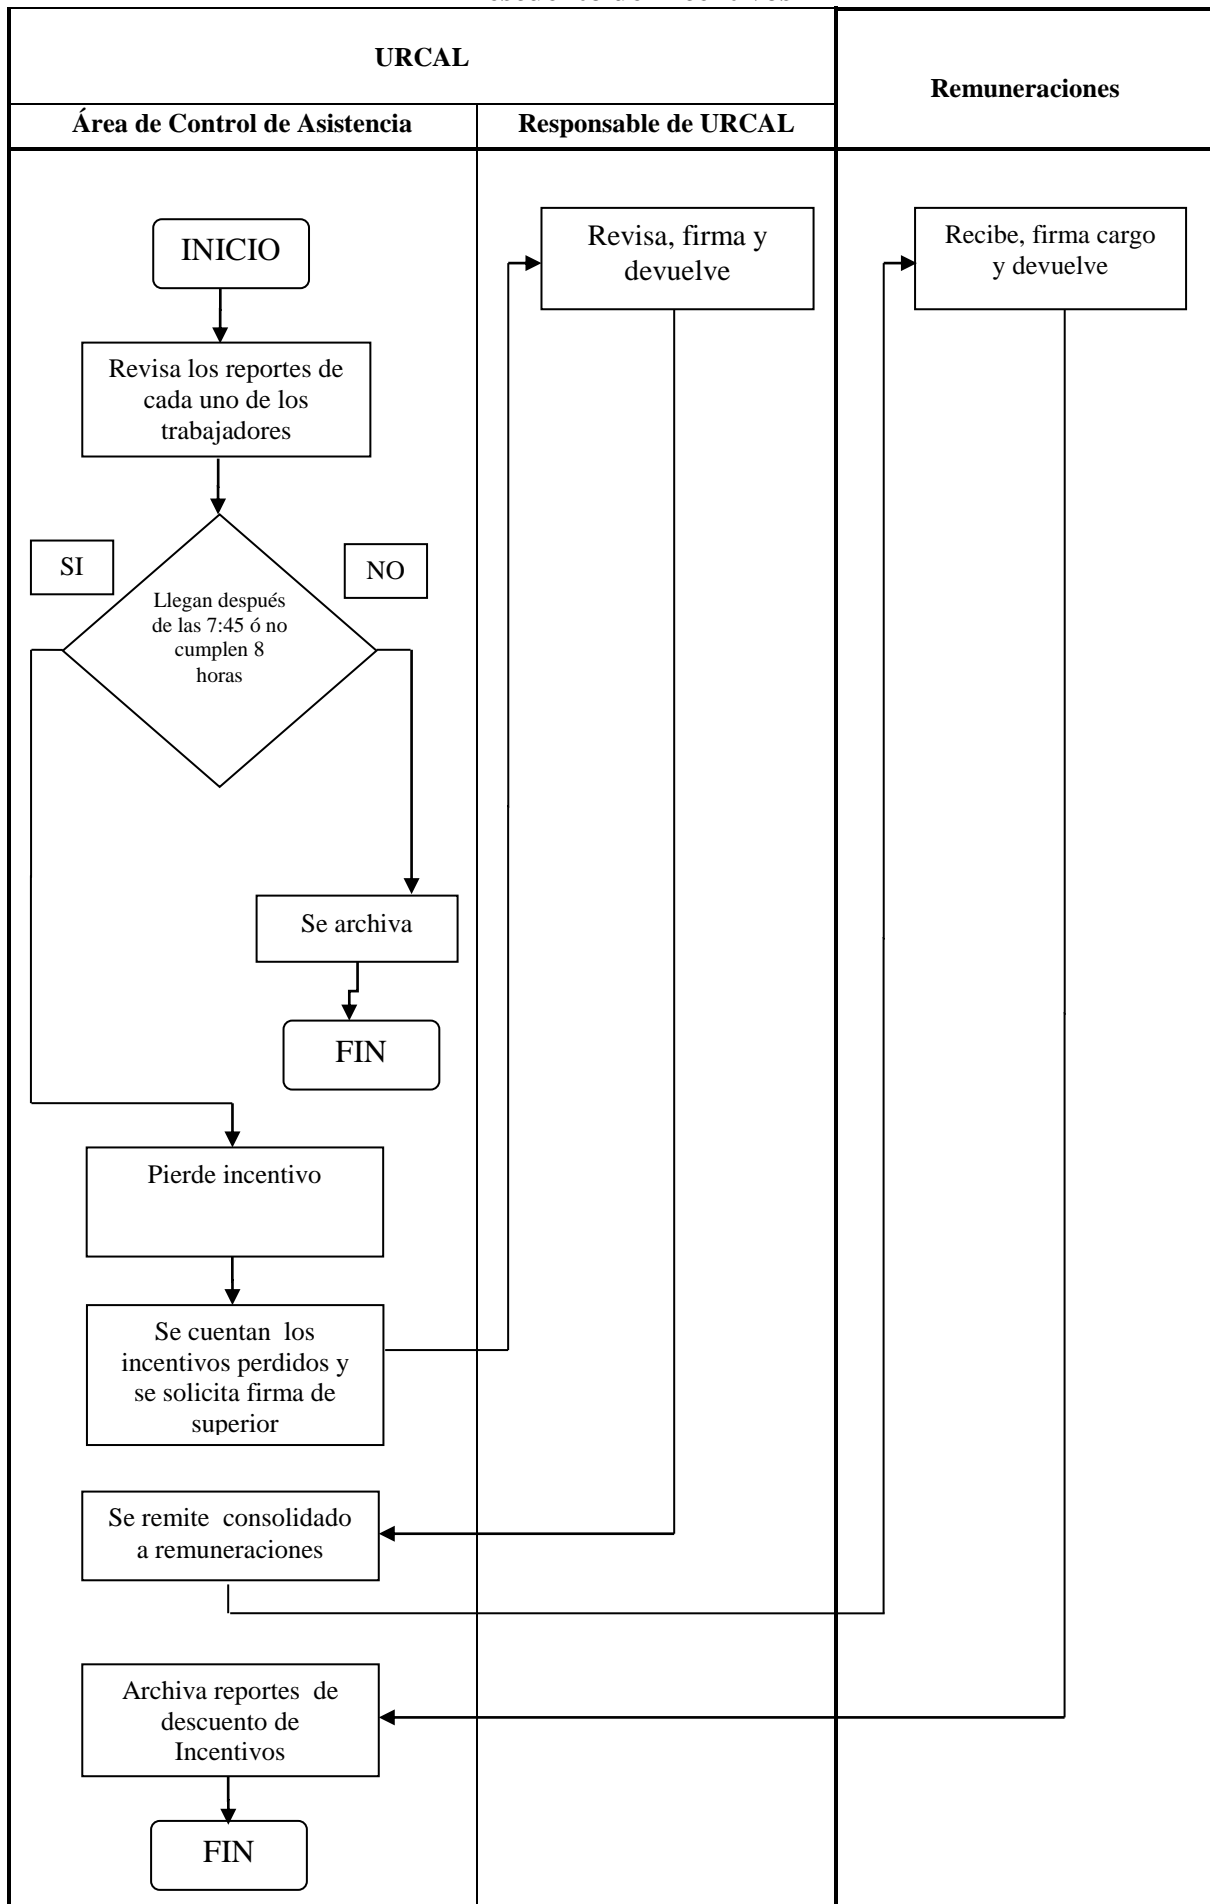 URCAL
Remuneraciones
Área de Control de Asistencia
Responsable de URCAL
INICIO
Revisa, firma y
devuelve
Recibe, firma cargo
y devuelve
Revisa los reportes de
cada uno de los
trabajadores
SI
NO
Llegan después
de las 7:45 ó no
cumplen 8
horas
Se archiva
FIN
Pierde incentivo
Se cuentan los
incentivos perdidos y
se solicita firma de
superior
Se remite consolidado
a remuneraciones
Archiva reportes de
descuento de
Incentivos
FIN